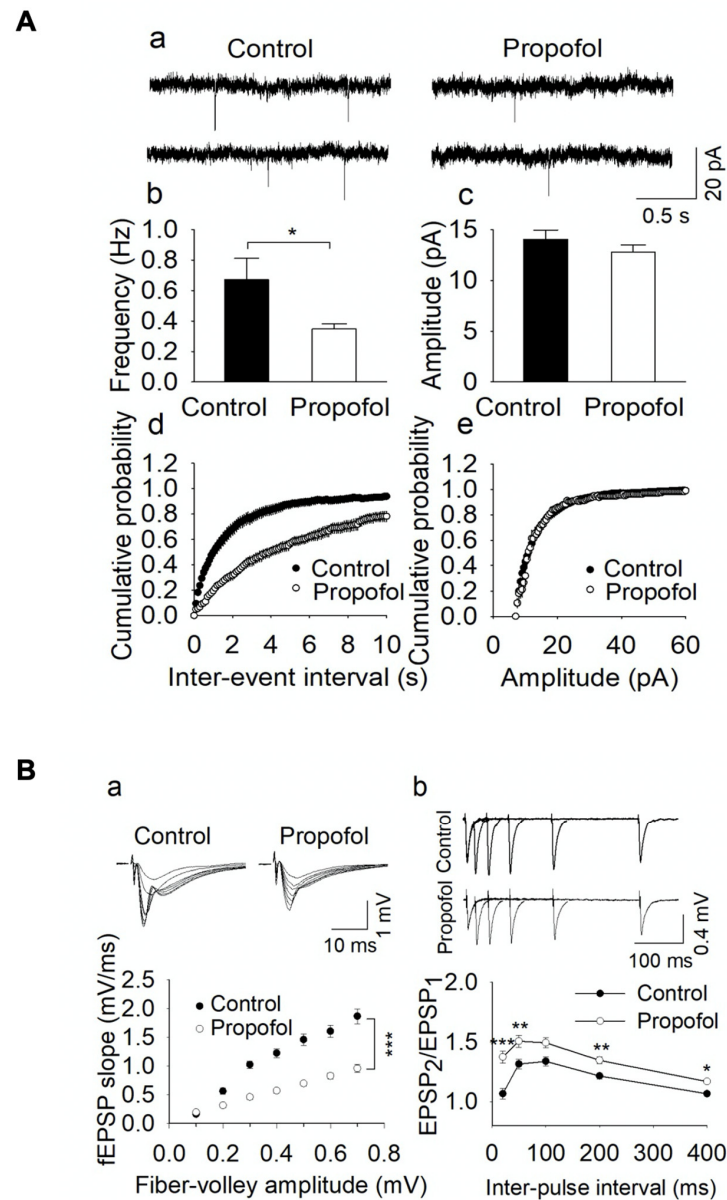 A
a
Control Propofol
20 pA
0.5 s
b c
Frequency (Hz)
1.0
0.8
0.6
0.4
0.2
0.0
*
Control Propofol
Amplitude (pA)
15
10
5
0
Control Propofol
d e
Cumulative probability
1.2
1.0
0.8
0.6
0.4
0.2
0.0
Control
Propofol
0 2 4 6 8 10
Inter-event interval (s)
Cumulative probability
1.2
1.0
0.8
0.6
0.4
0.2
0.0
Control
Propofol
0 20 40 60
Amplitude (pA)
B
a
Control Propofol
1 mV
10 ms
fEPSP slope (mV/ms)
2.5
2.0
1.5
1.0
0.5
0.0
Control
Propofol
***
0.0 0.2 0.4 0.6 0.8
Fiber-volley amplitude (mV)
b
Control
Propofol
0.4 mV
100 ms
EPSP₂/EPSP₁
2.0
1.5
1.0
Control
Propofol
*** ** ** *
0 100 200 300 400
Inter-pulse interval (ms)